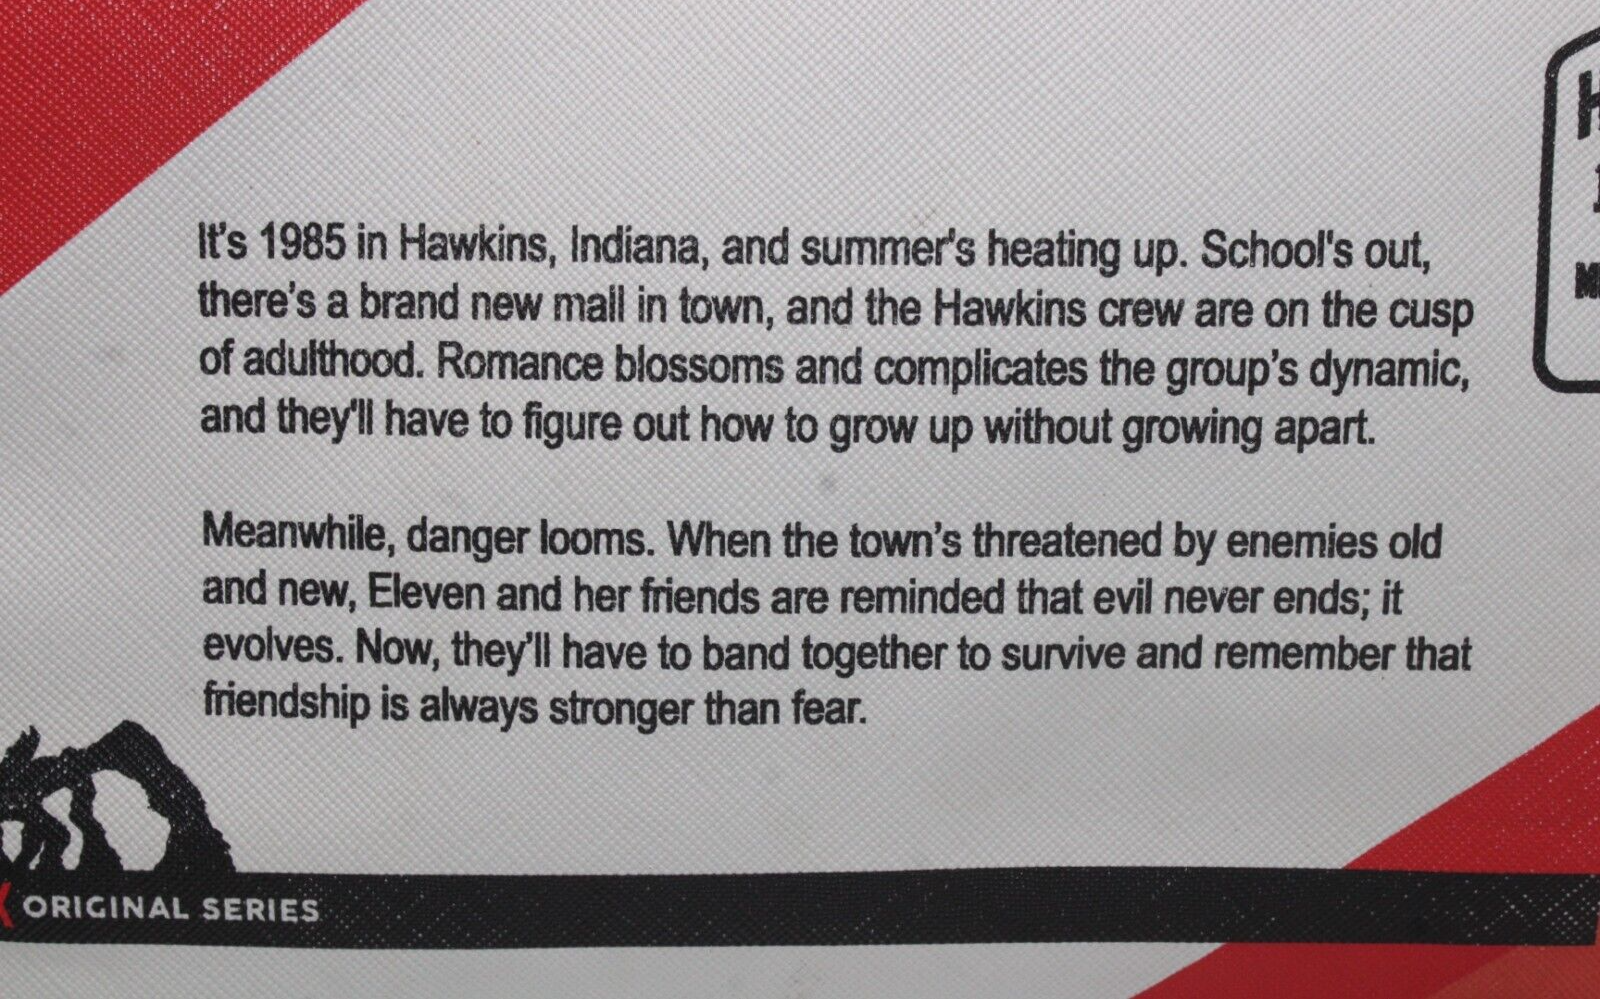 It's 1985 in Hawkins, Indiana, and summer's heating up. School's out,
there's a brand new mall in town, and the Hawkins crew are on the cusp
of adulthood. Romance blossoms and complicates the group's dynamic,
and they'll have to figure out how to grow up without growing apart.
Meanwhile, danger looms. When the town's threatened by enemies old
and new, Eleven and her friends are reminded that evil never ends; it
evolves. Now, they'll have to band together to survive and remember that
friendship is always stronger than fear.
ORIGINAL SERIES